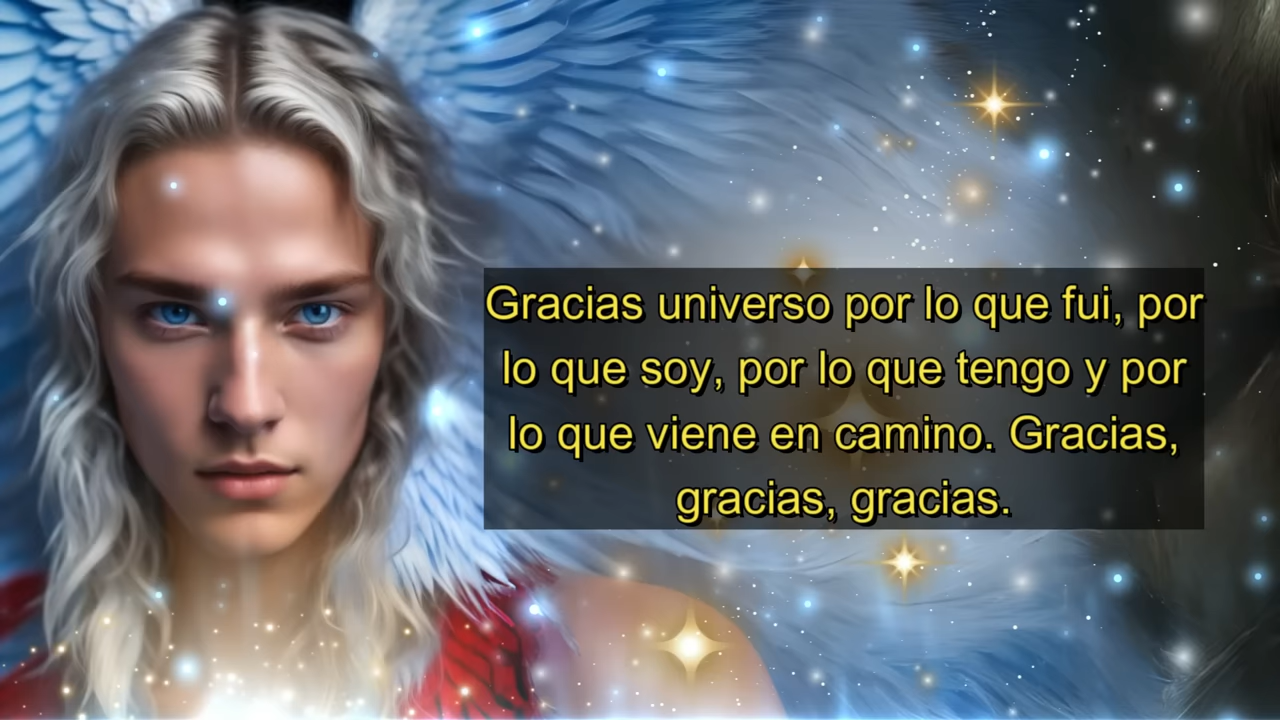 Gracias universo por lo que fui, por
lo que soy, por lo que tengo y por
lo que viene en camino. Gracias,
gracias, gracias.